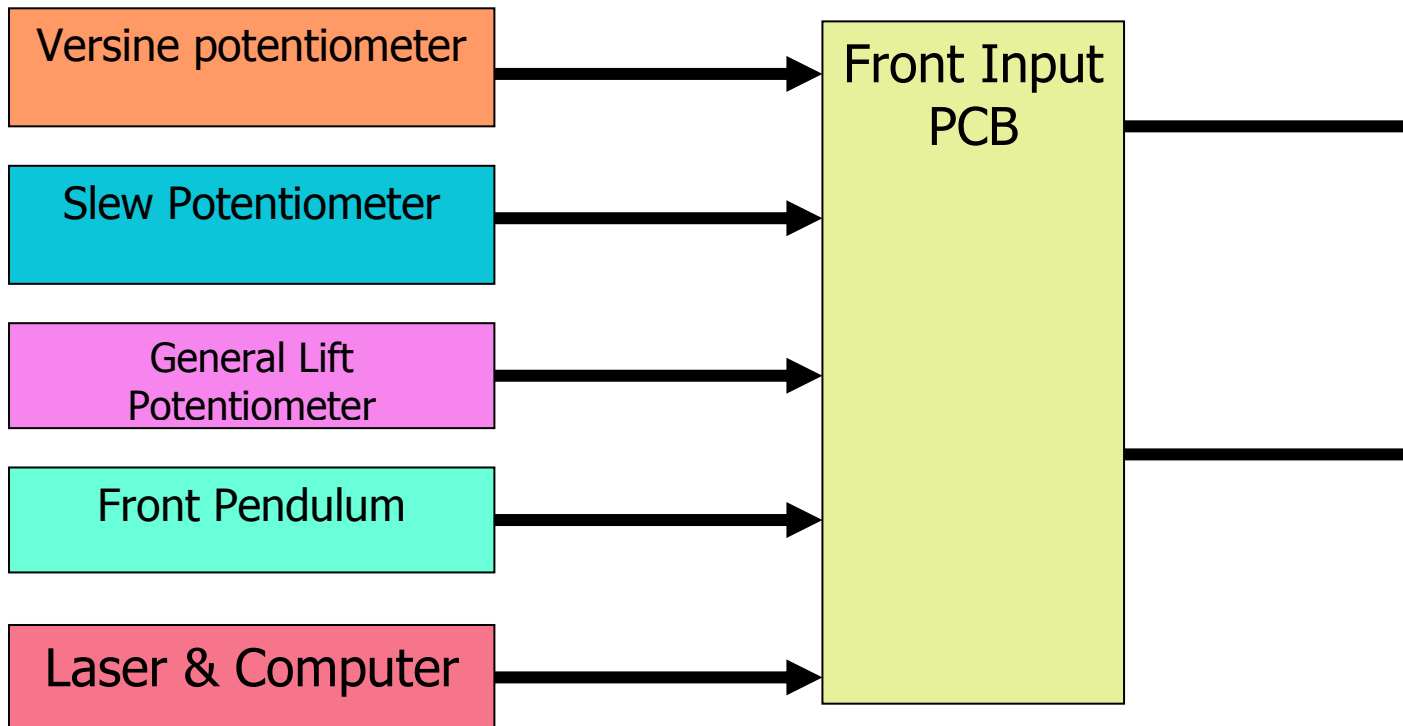 Versine potentiometer
Front Input
PCB
Slew Potentiometer
General Lift
Potentiometer
Front Pendulum
Laser & Computer